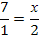 7/1 = x/2